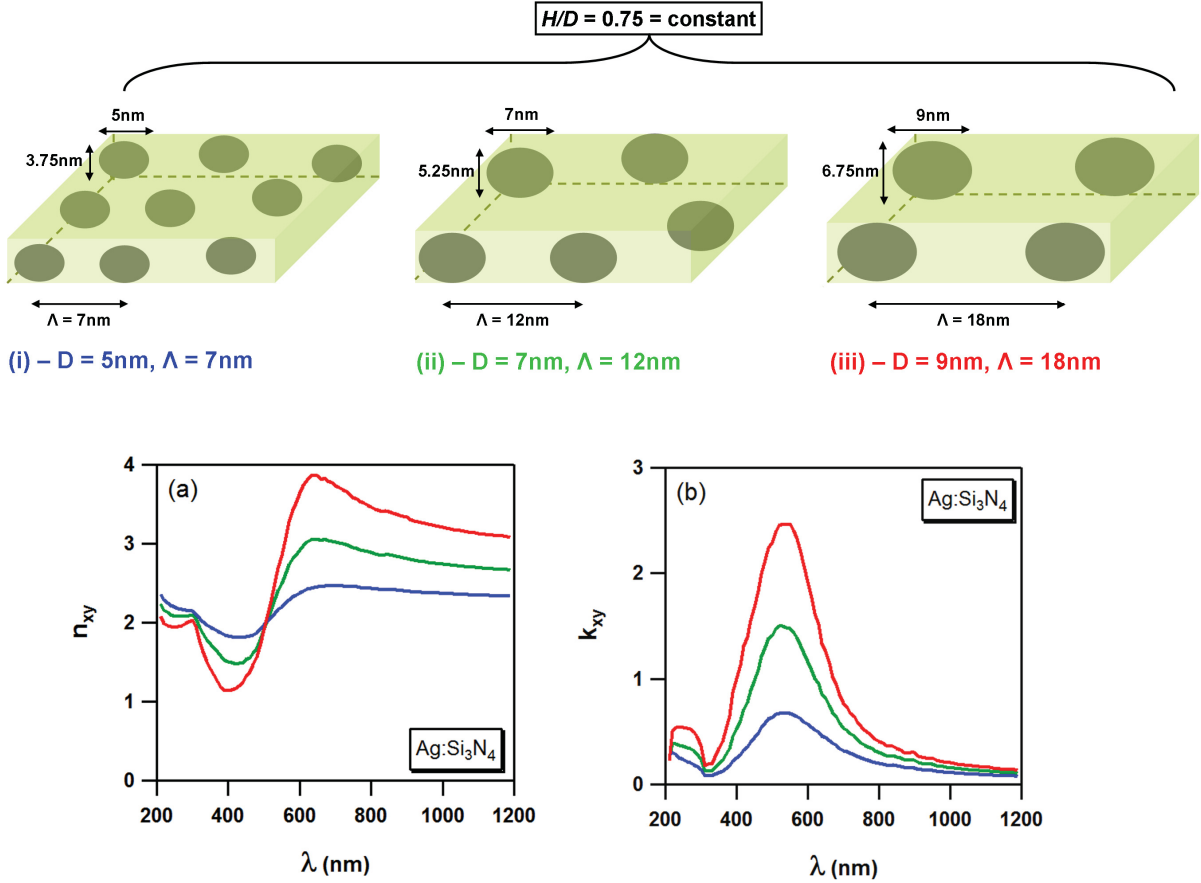 H/D = 0.75 = constant
5nm
3.75nm
Λ = 7nm
7nm
5.25nm
Λ = 12nm
9nm
6.75nm
Λ = 18nm
(i) – D = 5nm, Λ = 7nm
(ii) – D = 7nm, Λ = 12nm
(iii) – D = 9nm, Λ = 18nm
(a)
n_xy
4
3
2
1
0
Ag:Si₃N₄
200 400 600 800 1000 1200
λ (nm)
(b)
k_xy
3
2
1
0
Ag:Si₃N₄
200 400 600 800 1000 1200
λ (nm)